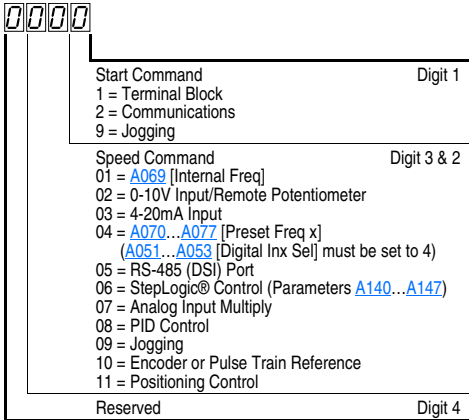 0000
Start Command Digit 1
1 = Terminal Block
2 = Communications
9 = Jogging
Speed Command Digit 3 & 2
01 = A069 [Internal Freq]
02 = 0-10V Input/Remote Potentiometer
03 = 4-20mA Input
04 = A070…A077 [Preset Freq x]
(A051…A053 [Digital Inx Sel] must be set to 4)
05 = RS-485 (DSI) Port
06 = StepLogic® Control (Parameters A140…A147)
07 = Analog Input Multiply
08 = PID Control
09 = Jogging
10 = Encoder or Pulse Train Reference
11 = Positioning Control
Reserved Digit 4